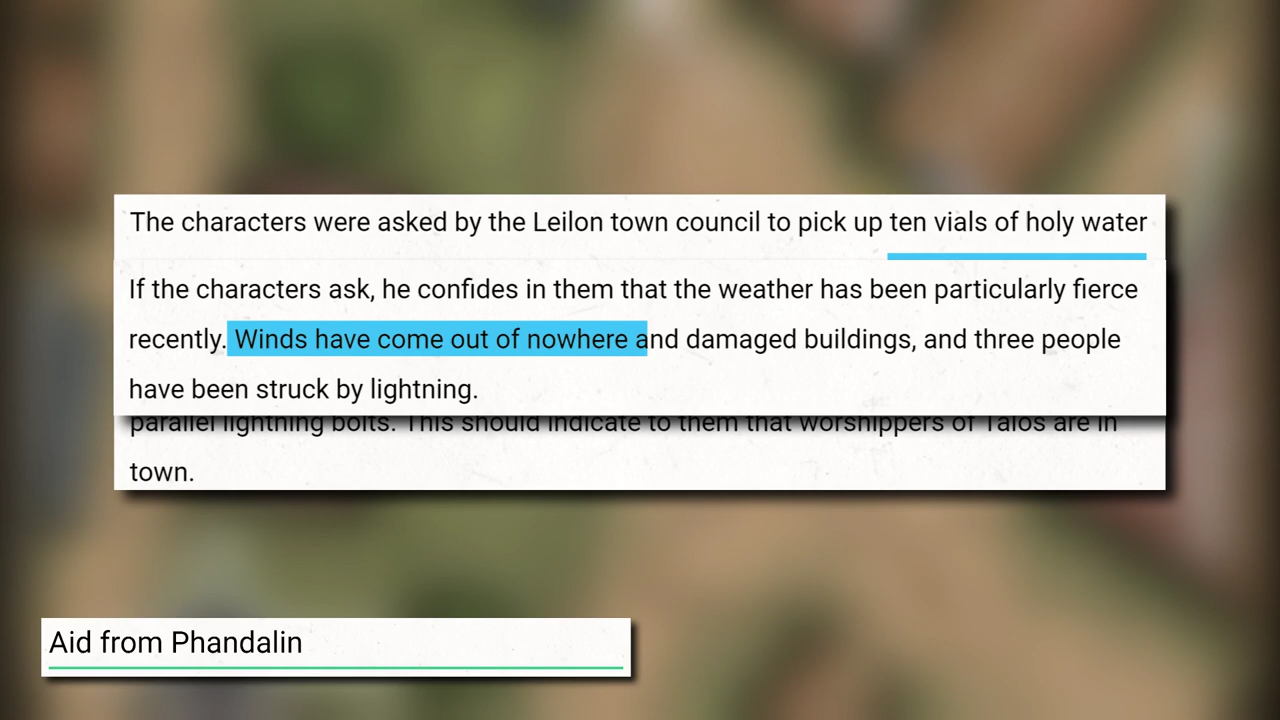 The characters were asked by the Leilon town council to pick up ten vials of holy water
If the characters ask, he confides in them that the weather has been particularly fierce
recently. Winds have come out of nowhere and damaged buildings, and three people
have been struck by lightning.
parallel lightning bolts. This should indicate to them that worshippers of Talos are in
town.
Aid from Phandalin